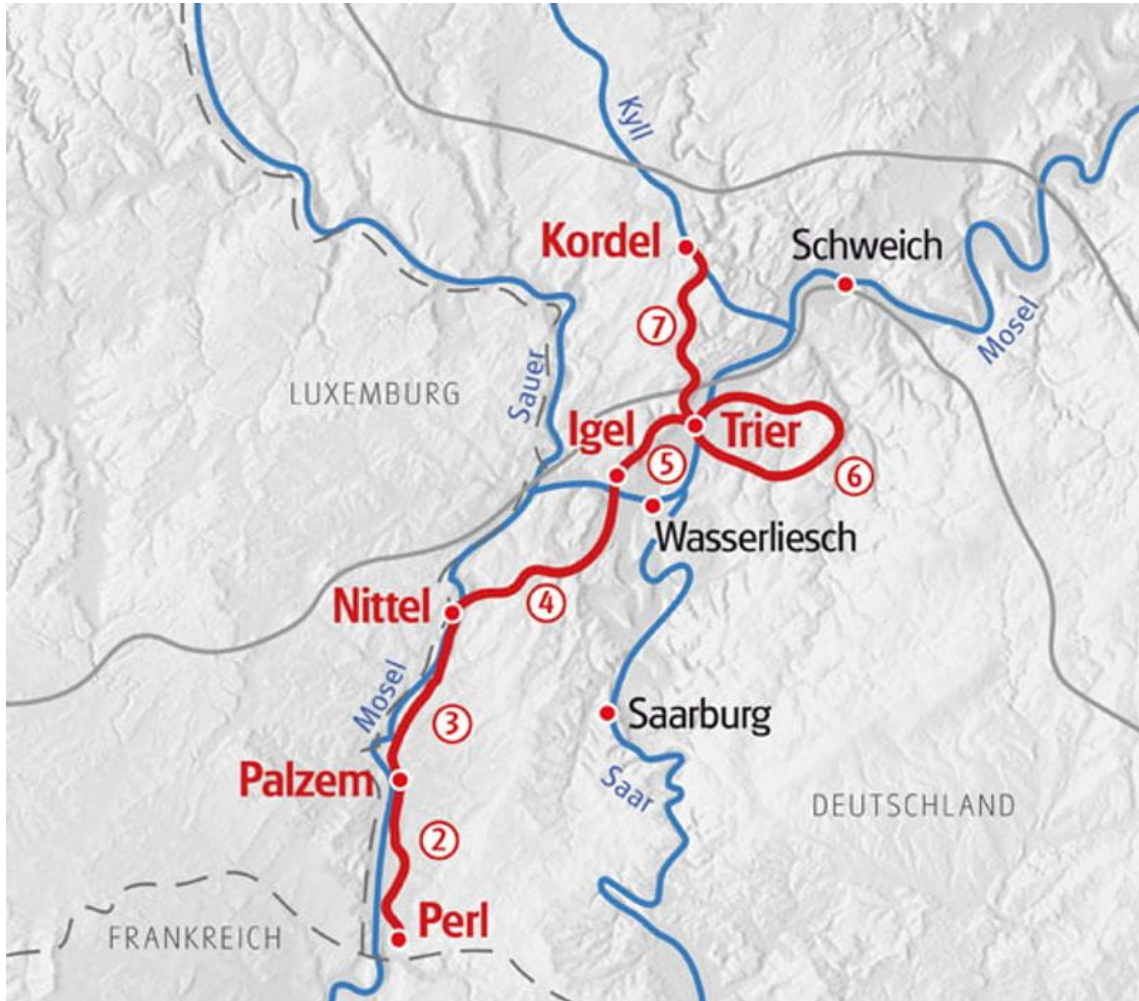 Kyll
Kordel
Schweich
⑦
Mosel
LUXEMBURG
Sauer
Igel
Trier
⑤
⑥
Wasserliesch
Nittel
④
Mosel
③
Saarburg
Palzem
Saar
DEUTSCHLAND
②
Perl
FRANKREICH